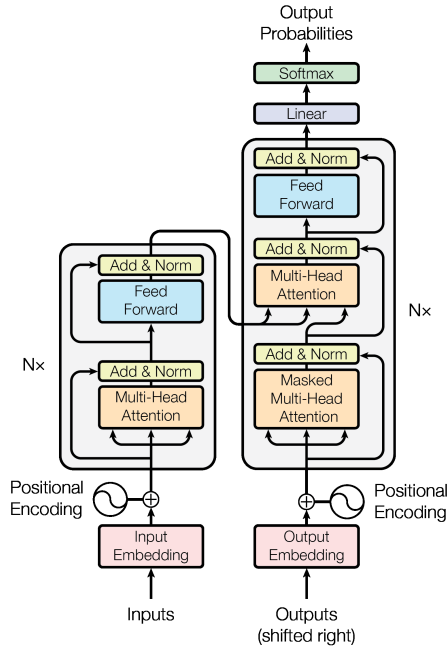 Output
Probabilities
Softmax
Linear
Add & Norm
Feed
Forward
Add & Norm
Multi-Head
Attention
Add & Norm
Masked
Multi-Head
Attention
N×
Positional
Encoding
Output
Embedding
Outputs
(shifted right)
Add & Norm
Feed
Forward
Add & Norm
Multi-Head
Attention
N×
Positional
Encoding
Input
Embedding
Inputs